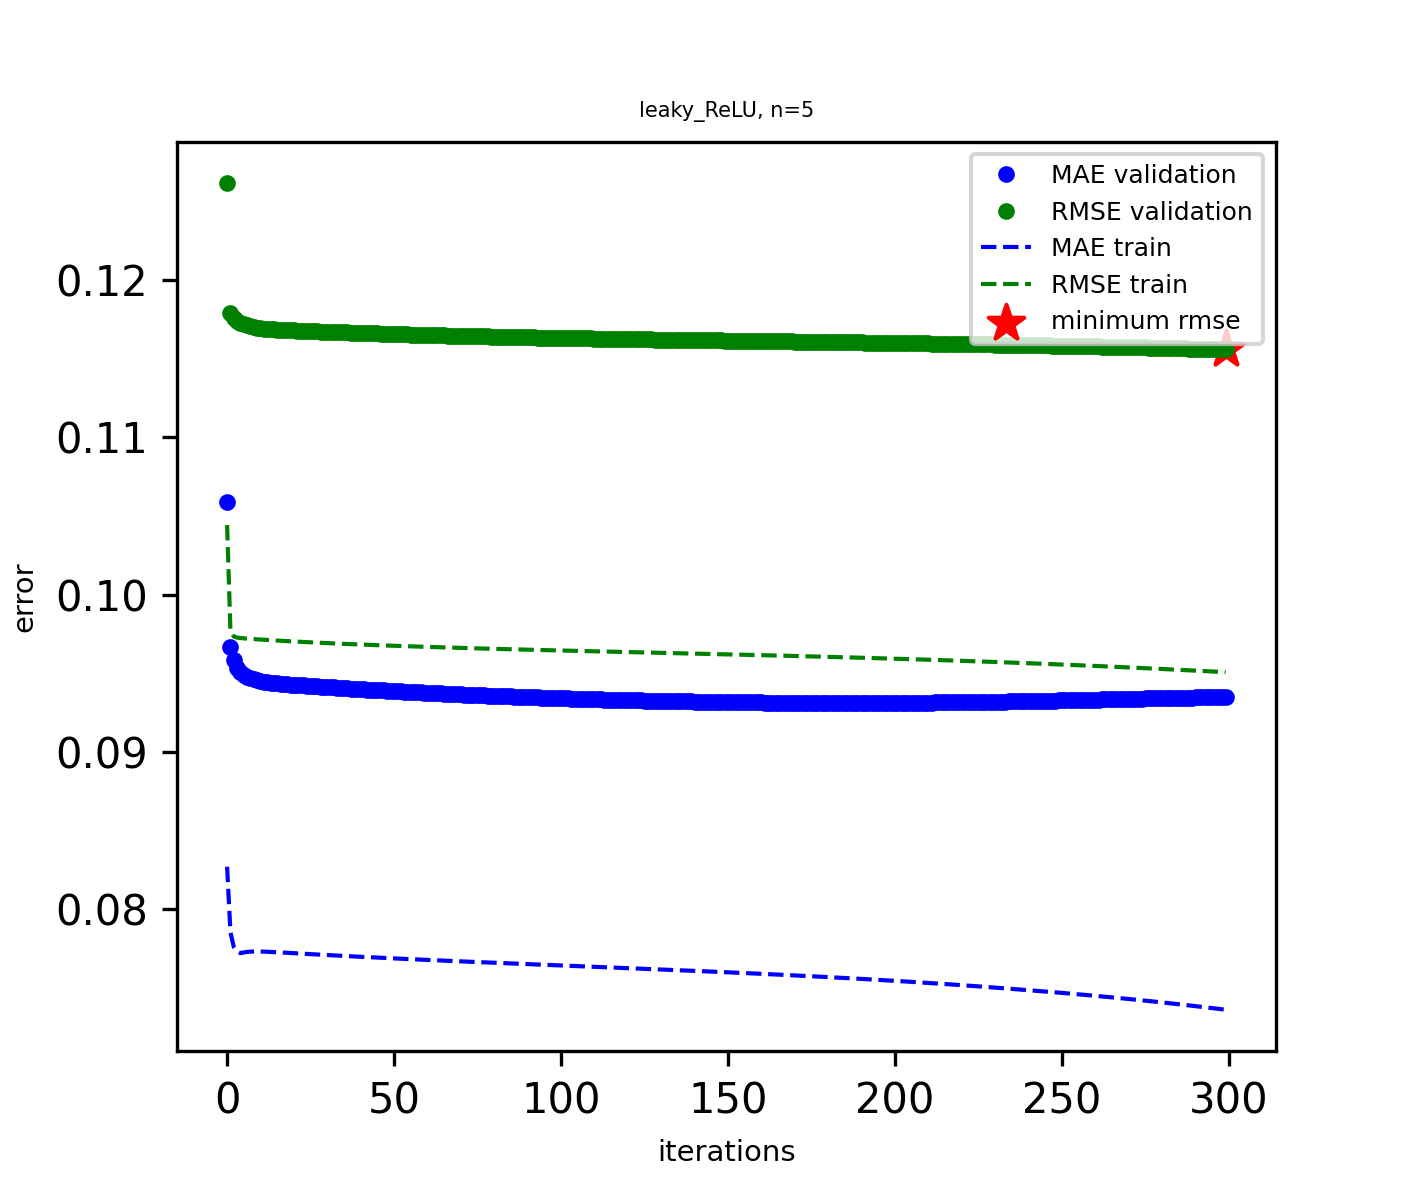 leaky_ReLU, n=5
MAE validation
RMSE validation
MAE train
RMSE train
minimum rmse
0.12
0.11
0.10
0.09
0.08
error
0 50 100 150 200 250 300
iterations